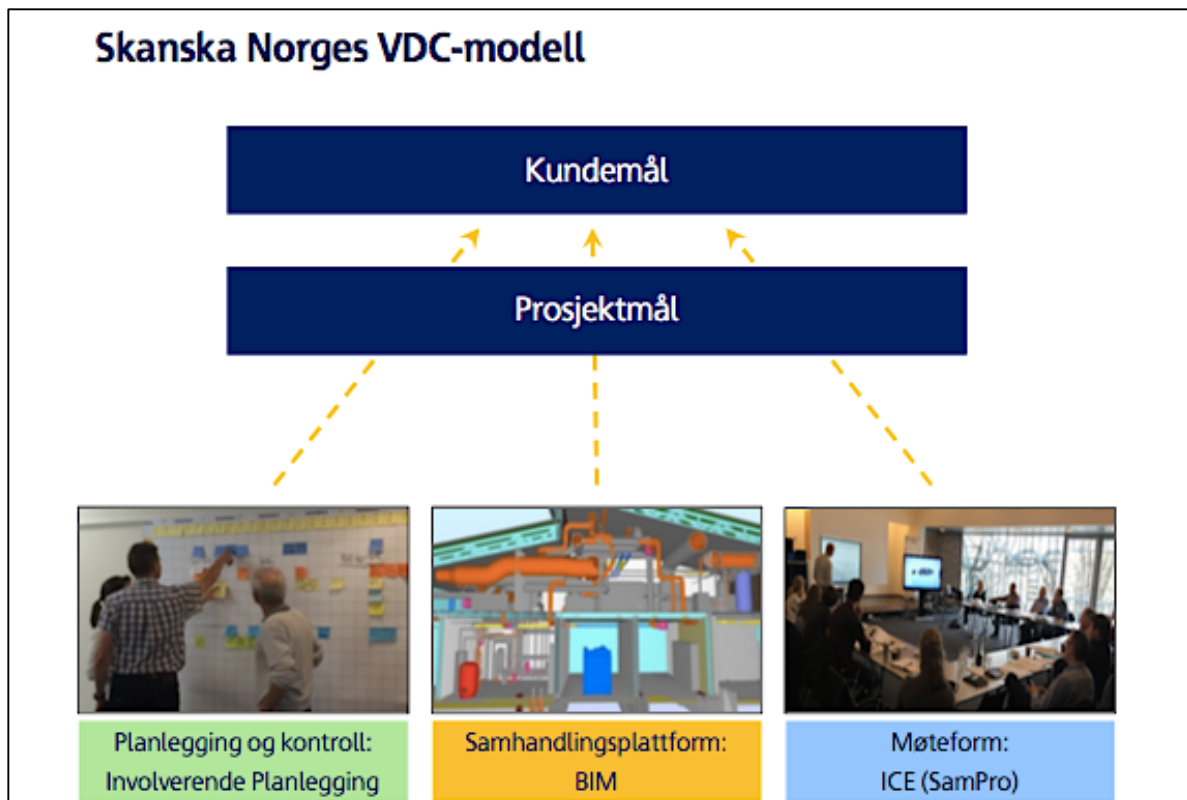 Skanska Norges VDC-modell
Kundemål
Prosjektmål
Planlegging og kontroll:
Involverende Planlegging
Samhandlingsplattform:
BIM
Møteform:
ICE (SamPro)